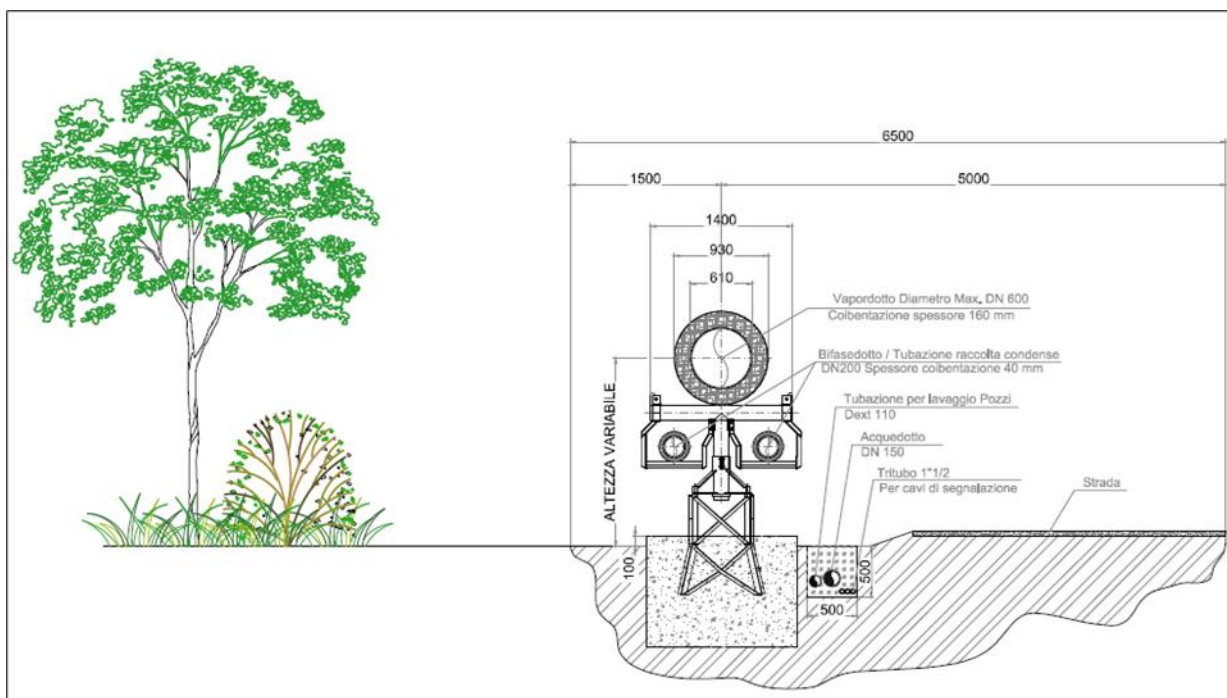 6500
1500
5000
1400
930
610
Vapordotto Diametro Max. DN 600
Coibentazione spessore 160 mm
Bifasedotto / Tubazione raccolta condense
DN200 Spessore coibentazione 40 mm
ALTEZZA VARIABILE
Tubazione per lavaggio Pozzi
Dext 110
Acquedotto
DN 150
Tritubo 1"1/2
Per cavi di segnalazione
Strada
100
500
500